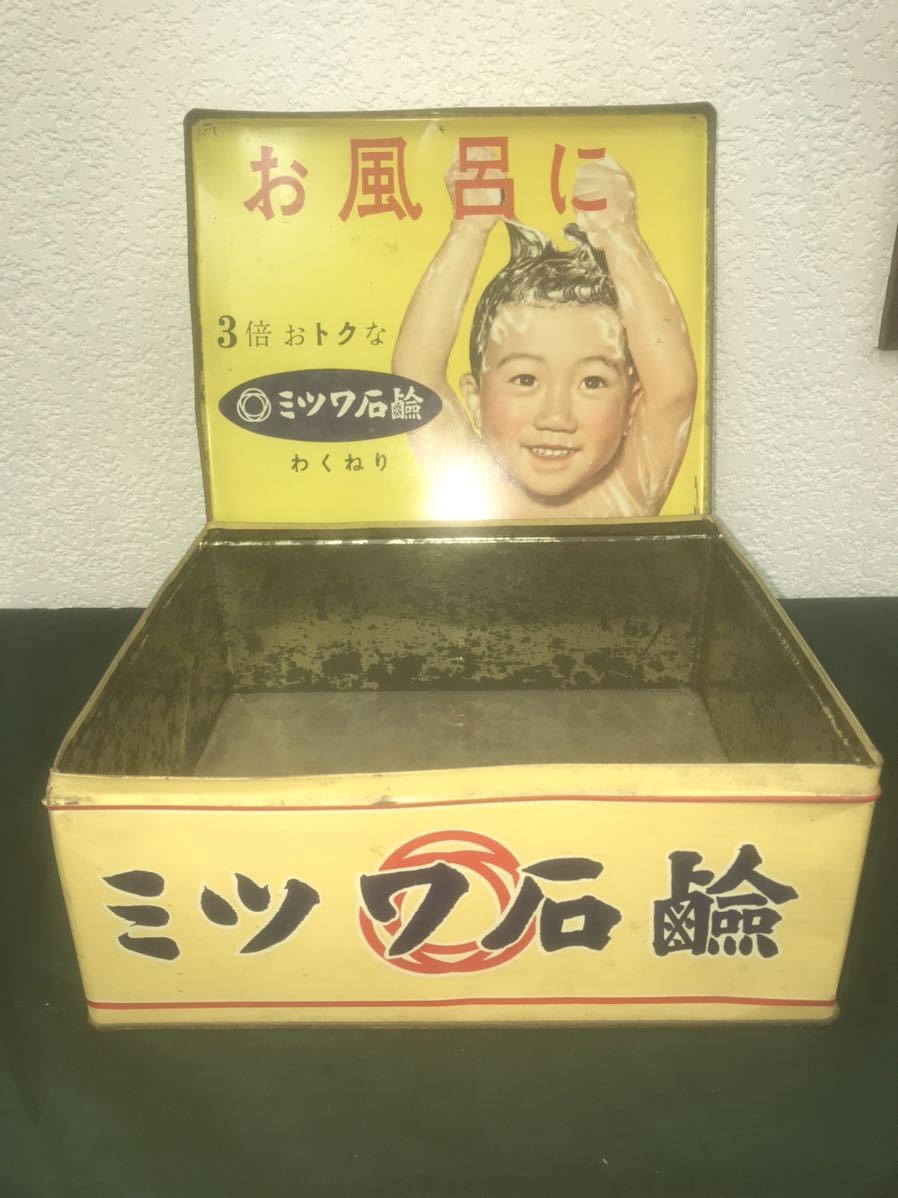 お風呂に
3倍おトクな
ミツワ石鹼
わくねり
ミツワ石鹼